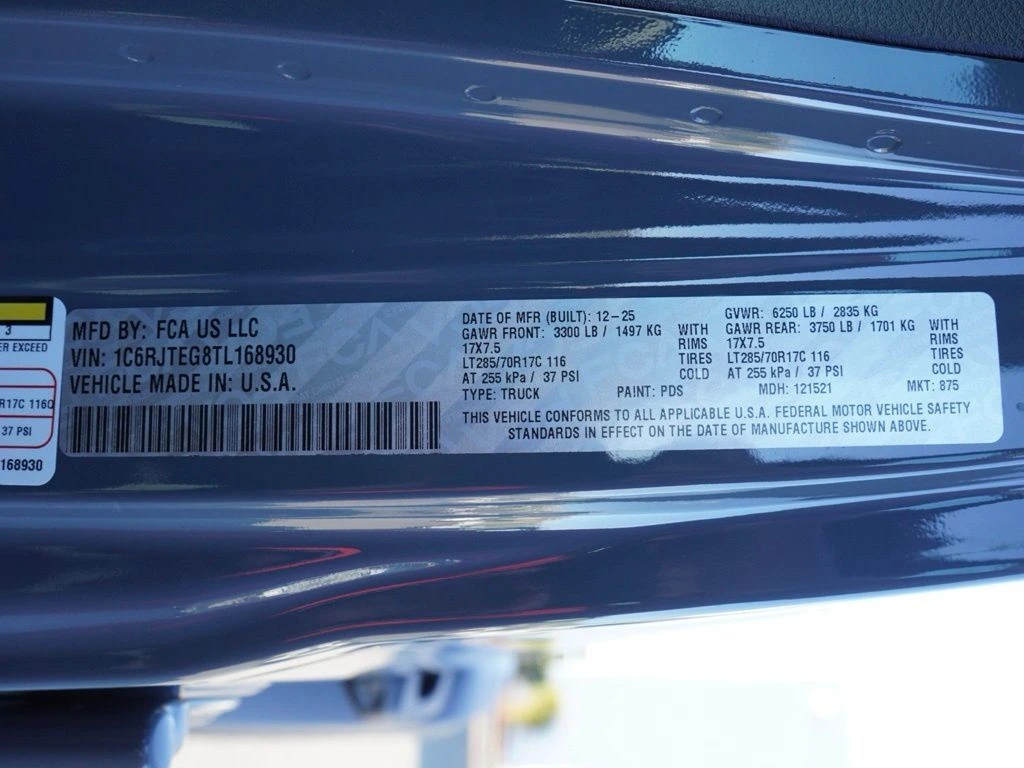 3
ER EXCEED
R17C 116Q
37 PSI
168930
MFD BY: FCA US LLC
VIN: 1C6RJTEG8TL168930
VEHICLE MADE IN: U.S.A.
DATE OF MFR (BUILT): 12-25
GAWR FRONT: 3300 LB / 1497 KG WITH
17X7.5 RIMS
LT285/70R17C 116 TIRES
AT 255 kPa / 37 PSI COLD
TYPE: TRUCK PAINT: PDS
GVWR: 6250 LB / 2835 KG
GAWR REAR: 3750 LB / 1701 KG WITH
17X7.5 RIMS
LT285/70R17C 116 TIRES
AT 255 kPa / 37 PSI COLD
MDH: 121521 MKT: 875
THIS VEHICLE CONFORMS TO ALL APPLICABLE U.S.A. FEDERAL MOTOR VEHICLE SAFETY
STANDARDS IN EFFECT ON THE DATE OF MANUFACTURE SHOWN ABOVE.